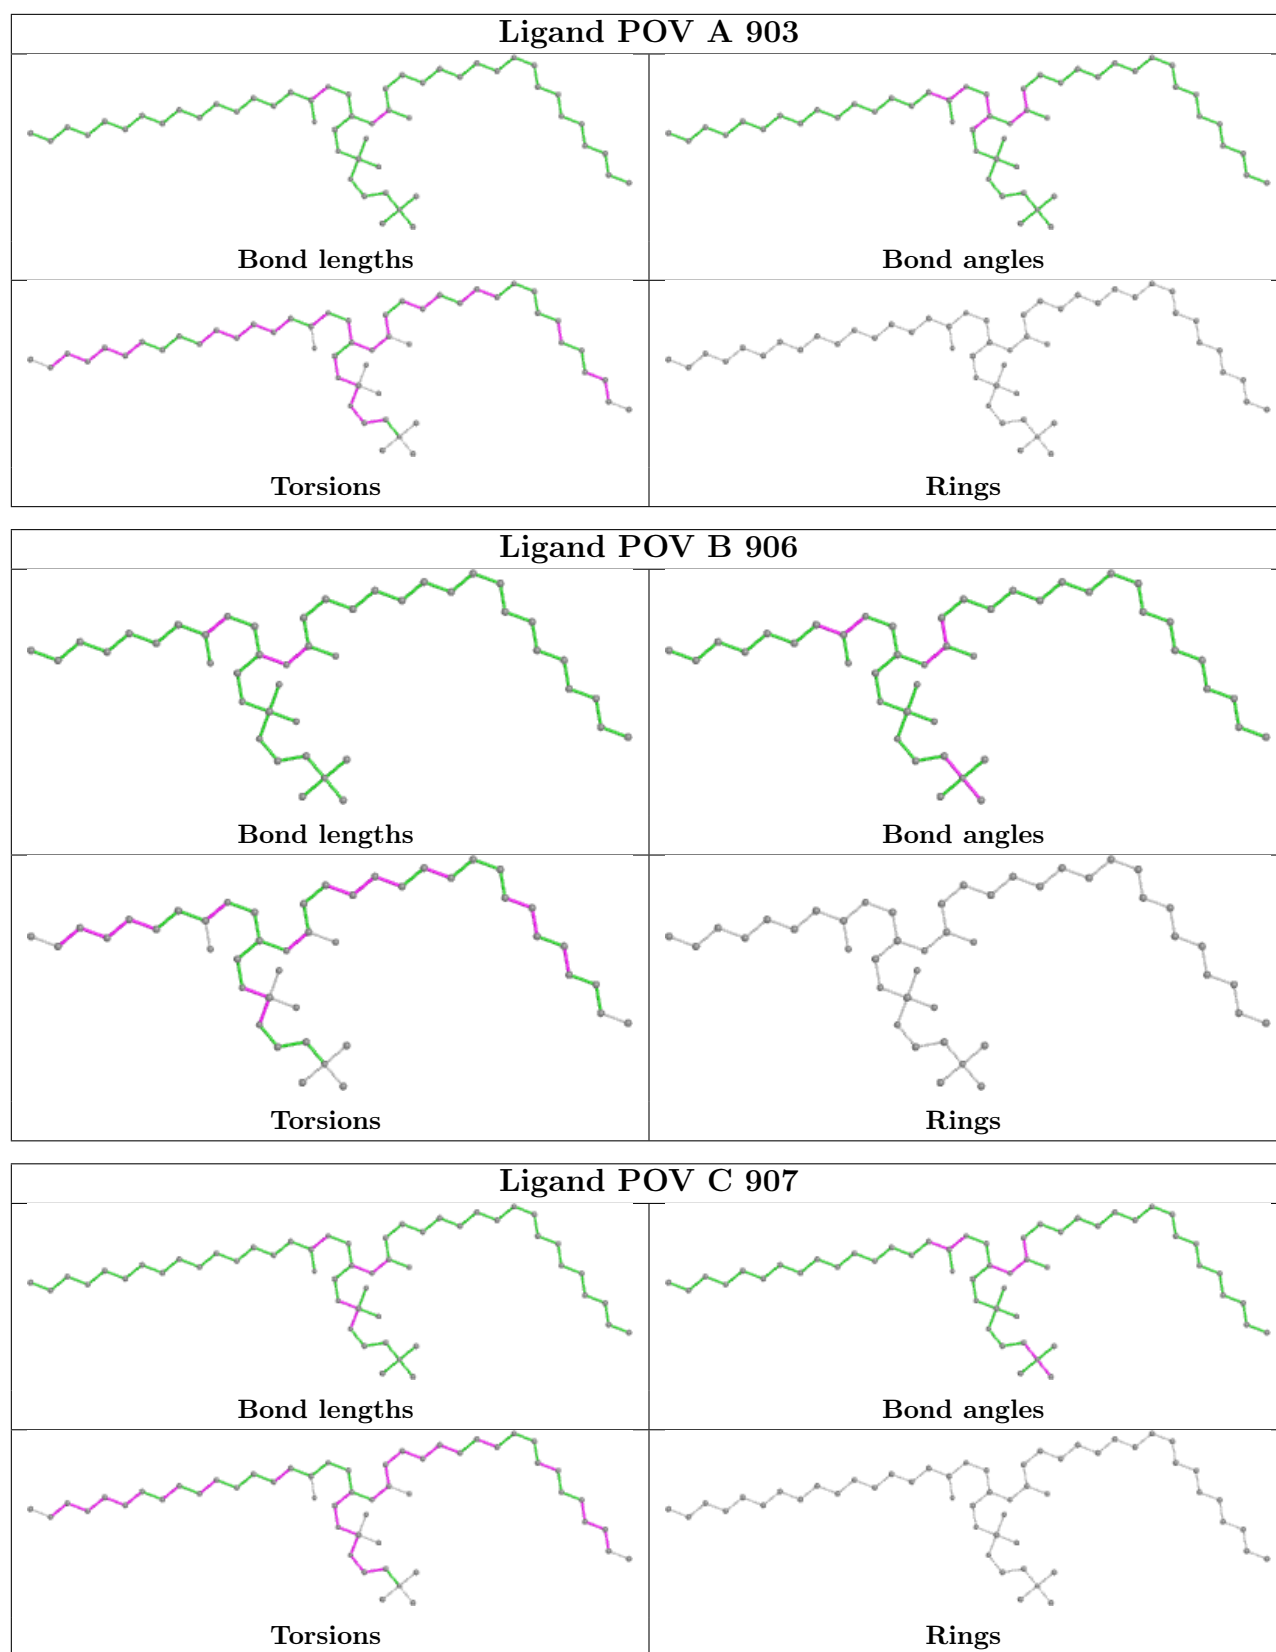 Ligand POV A 903
Bond lengths
Bond angles
Torsions
Rings
Ligand POV B 906
Bond lengths
Bond angles
Torsions
Rings
Ligand POV C 907
Bond lengths
Bond angles
Torsions
Rings